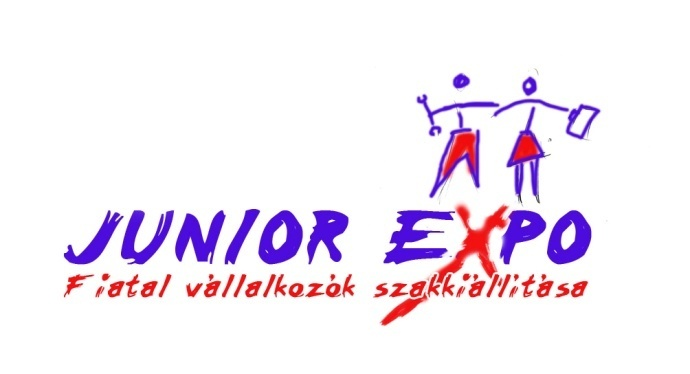 JUNIOR EXPO
Fiatal vállalkozók szakkiállítása